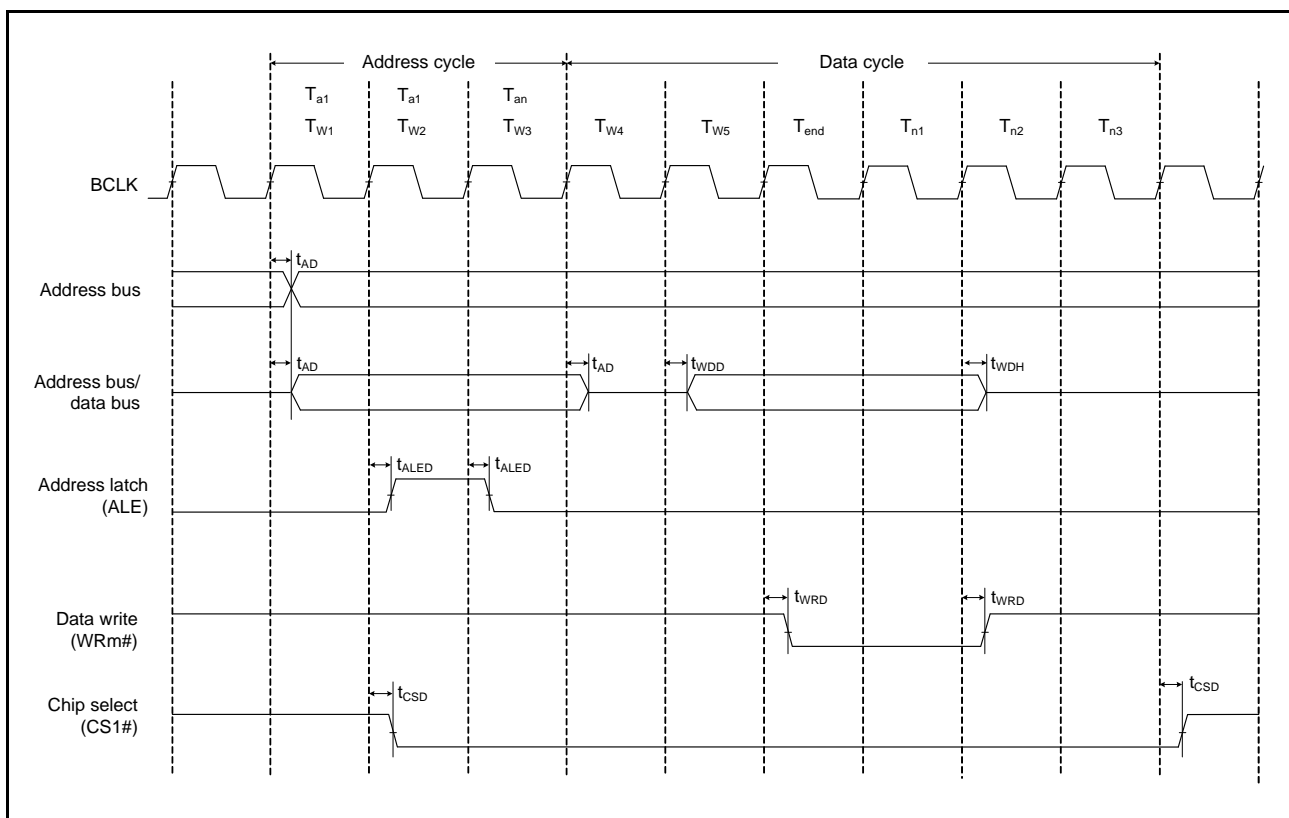 Address cycle Data cycle
Ta1 Ta1 Tan
TW1 TW2 TW3 TW4 TW5 Tend Tn1 Tn2 Tn3
BCLK
tAD
Address bus
tAD tAD tWDD tWDH
Address bus/
data bus
tALED tALED
Address latch
(ALE)
tWRD tWRD
Data write
(WRm#)
tCSD tCSD
Chip select
(CS1#)